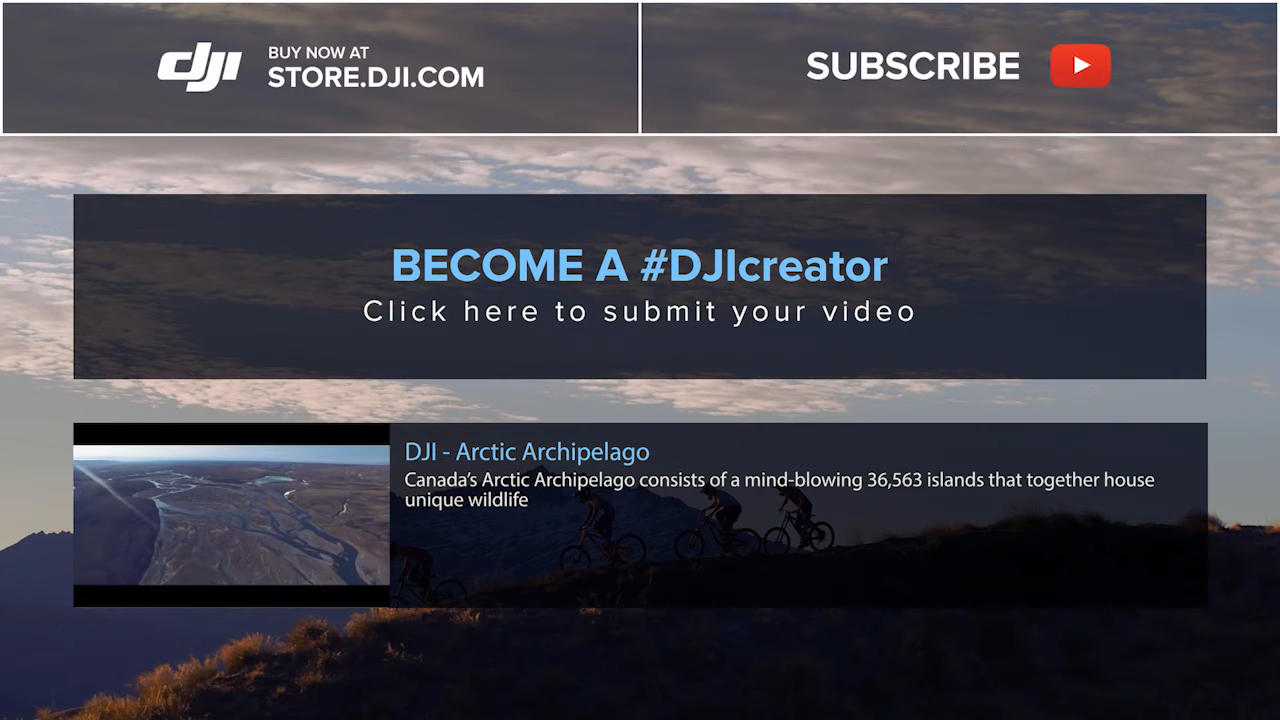 dji
BUY NOW AT
STORE.DJI.COM
SUBSCRIBE
BECOME A #DJIcreator
Click here to submit your video
DJI - Arctic Archipelago
Canada's Arctic Archipelago consists of a mind-blowing 36,563 islands that together house
unique wildlife